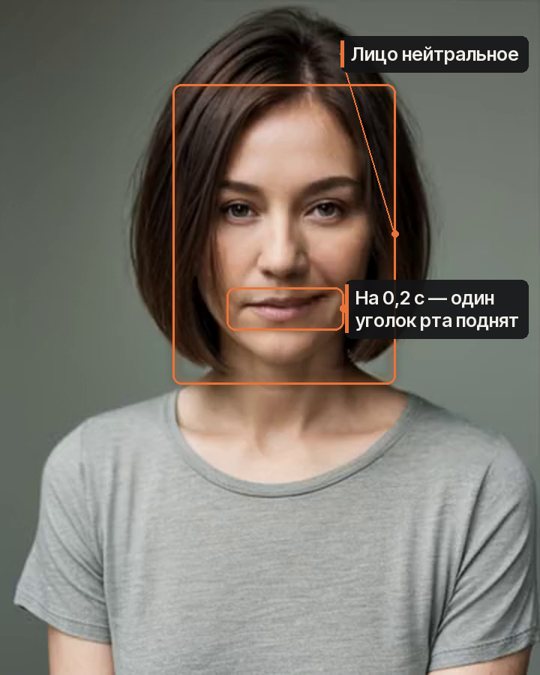 Лицо нейтральное
На 0,2 с — один
уголок рта поднят